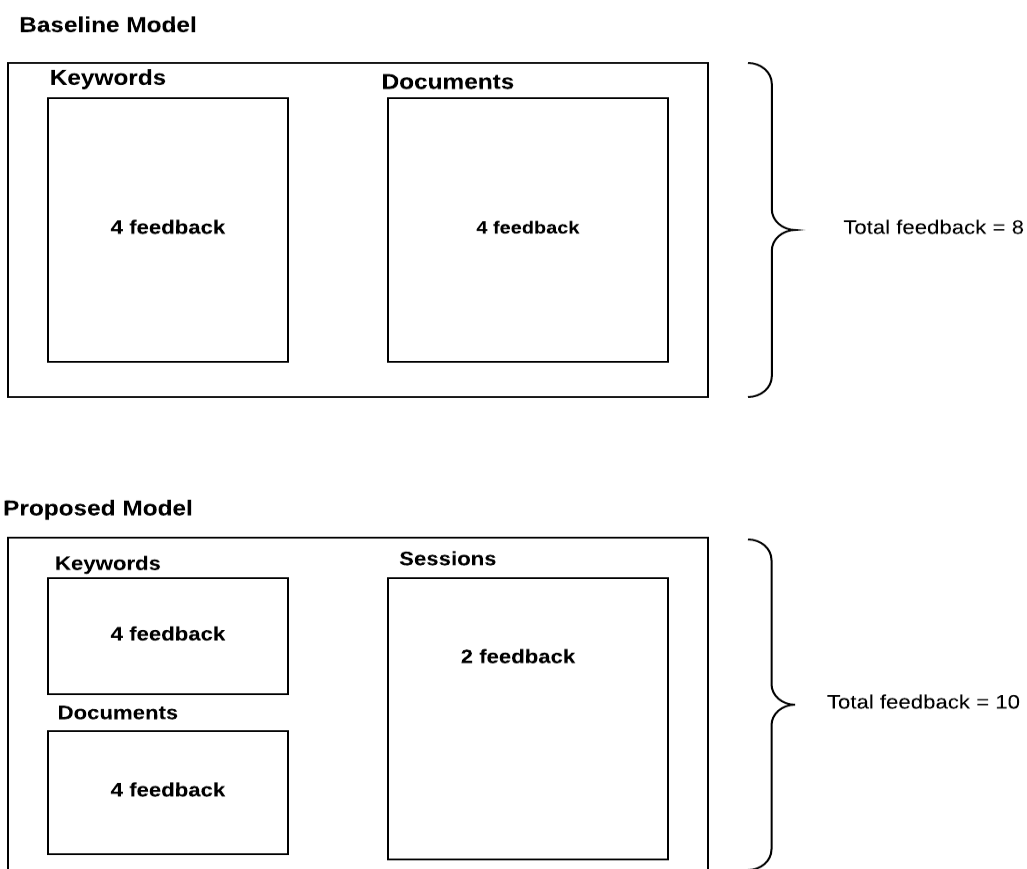 Baseline Model
Keywords
Documents
4 feedback
4 feedback
Total feedback = 8
Proposed Model
Keywords
Sessions
4 feedback
2 feedback
Documents
4 feedback
Total feedback = 10